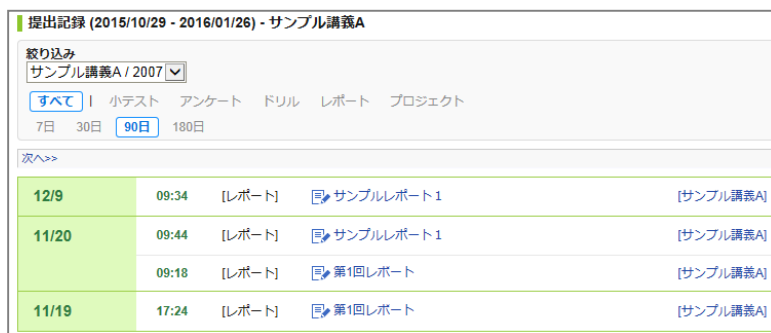 提出記録 (2015/10/29 - 2016/01/26) - サンプル講義A
絞り込み
サンプル講義A / 2007
すべて | 小テスト アンケート ドリル レポート プロジェクト
7日 30日 90日 180日
次へ>>
12/9 09:34 [レポート] サンプルレポート1 [サンプル講義A]
11/20 09:44 [レポート] サンプルレポート1 [サンプル講義A]
09:18 [レポート] 第1回レポート [サンプル講義A]
11/19 17:24 [レポート] 第1回レポート [サンプル講義A]